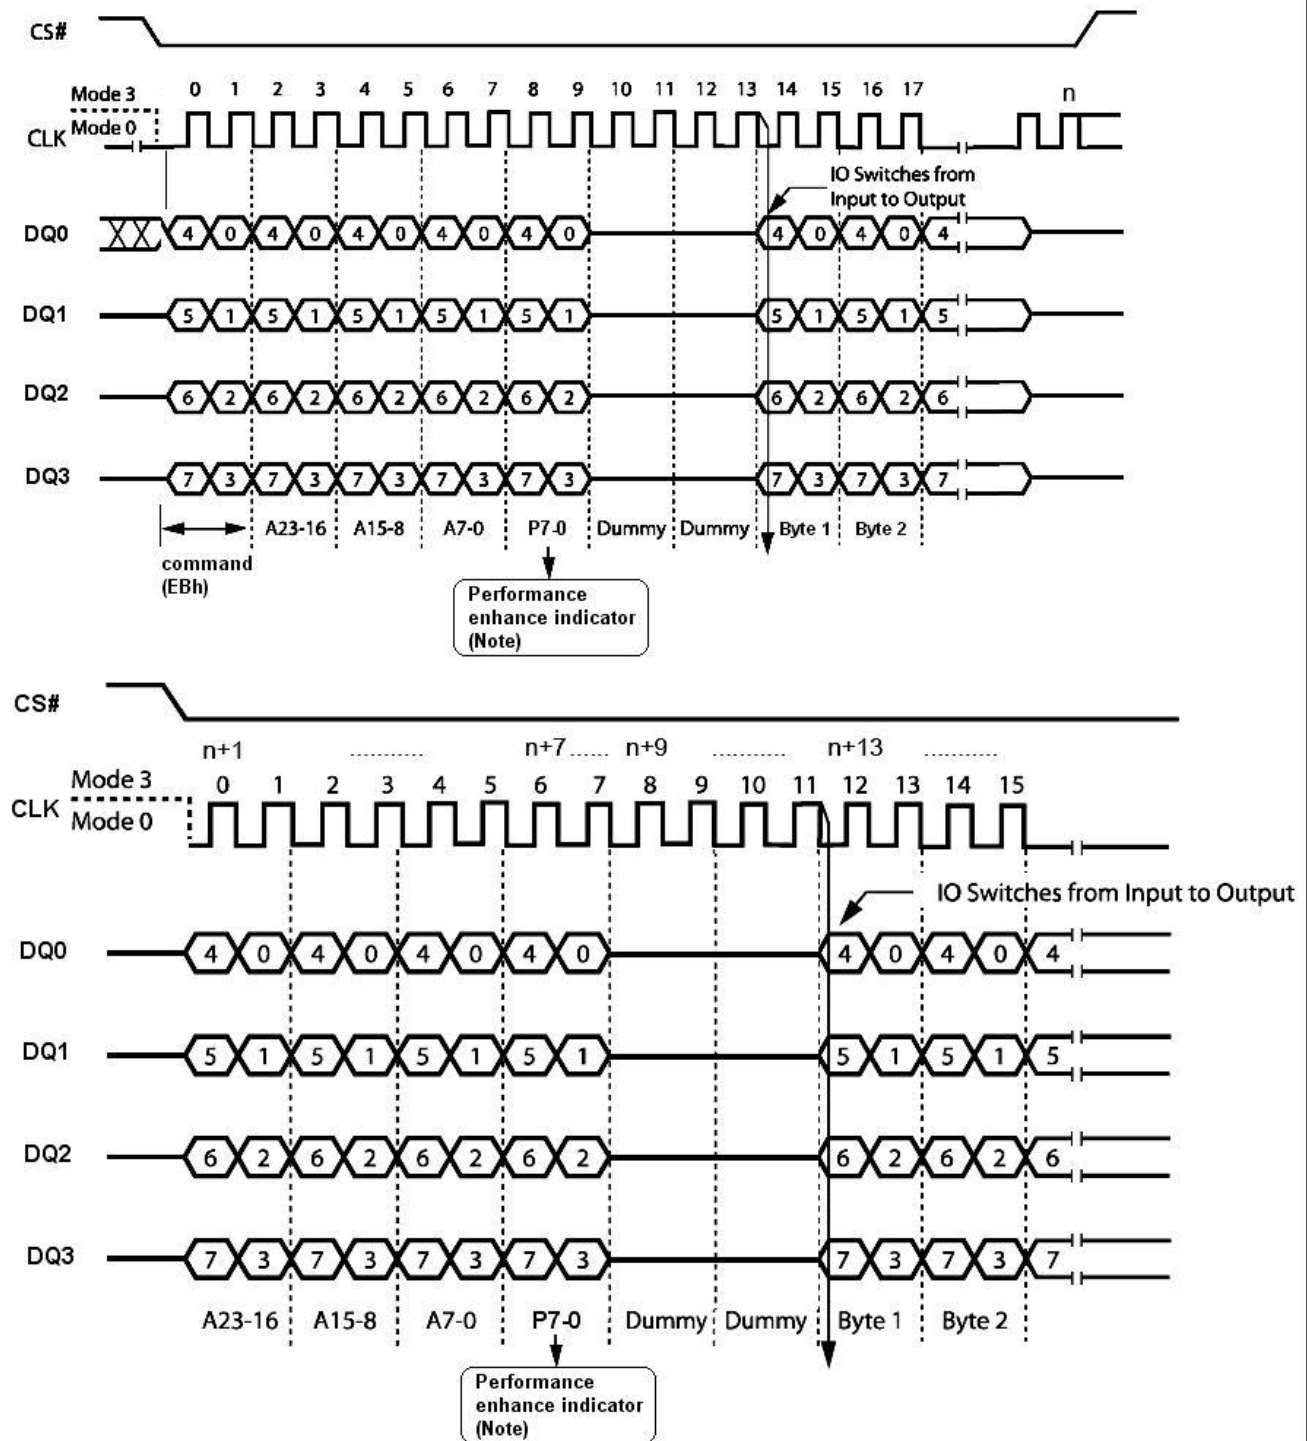 CS#
0 1 2 3 4 5 6 7 8 9 10 11 12 13 14 15 16 17 n
Mode 3
Mode 0
CLK
IO Switches from
Input to Output
DQ0 4 0 4 0 4 0 4 0 4 0 4 0 4 0 4
DQ1 5 1 5 1 5 1 5 1 5 1 5 1 5 1 5
DQ2 6 2 6 2 6 2 6 2 6 2 6 2 6 2 6
DQ3 7 3 7 3 7 3 7 3 7 3 7 3 7 3 7
A23-16 A15-8 A7-0 P7-0 Dummy Dummy Byte 1 Byte 2
command
(EBh)
Performance
enhance indicator
(Note)
CS#
n+1 ............. n+7 ...... n+9 ............. n+13 .............
0 1 2 3 4 5 6 7 8 9 10 11 12 13 14 15
Mode 3
CLK
Mode 0
IO Switches from Input to Output
DQ0 4 0 4 0 4 0 4 0 4 0 4 0 4
DQ1 5 1 5 1 5 1 5 1 5 1 5 1 5
DQ2 6 2 6 2 6 2 6 2 6 2 6 2 6
DQ3 7 3 7 3 7 3 7 3 7 3 7 3 7
A23-16 A15-8 A7-0 P7-0 Dummy Dummy Byte 1 Byte 2
Performance
enhance indicator
(Note)